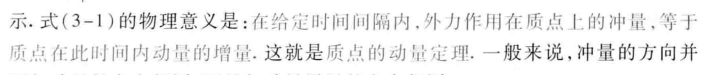 示. 式(3-1)的物理意义是:在给定时间间隔内,外力作用在质点上的冲量,等于
质点在此时间内动量的增量. 这就是质点的动量定理. 一般来说,冲量的方向并